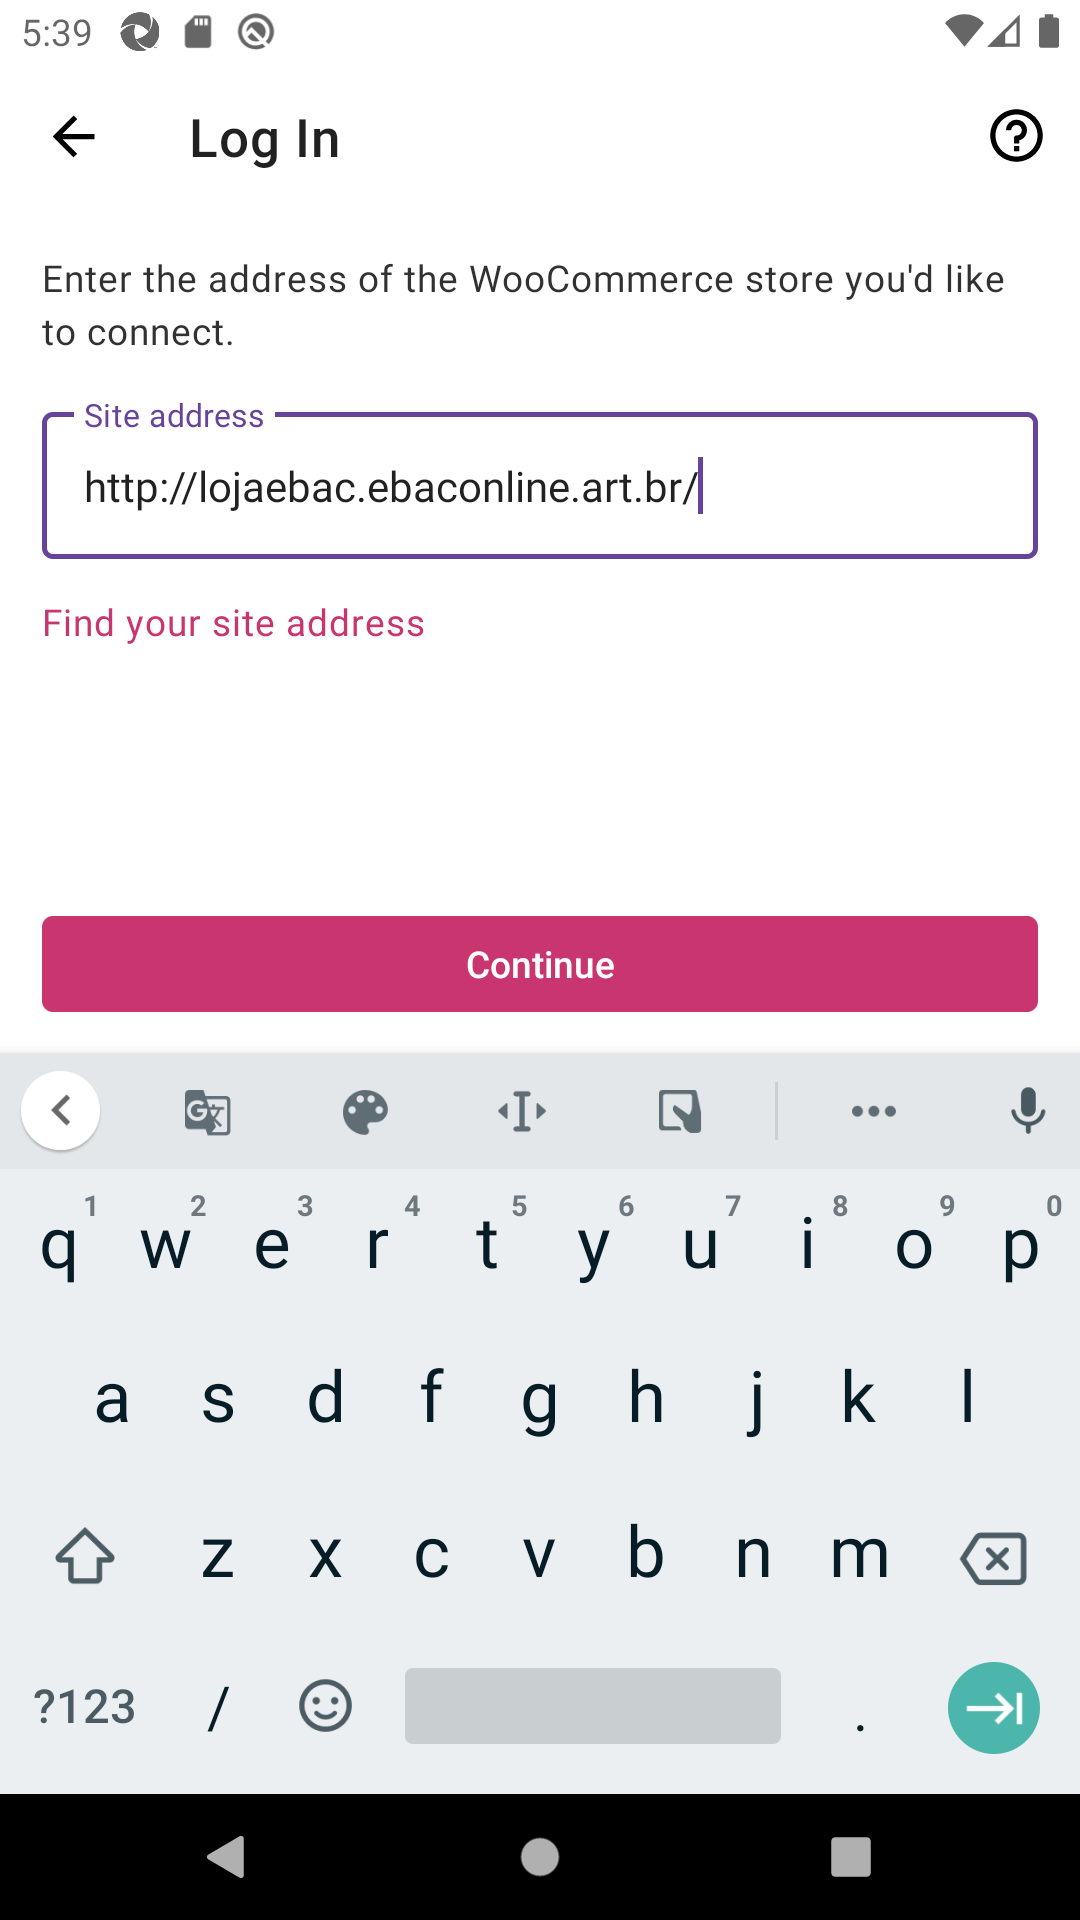 5:39
Log In
Enter the address of the WooCommerce store you'd like
to connect.
Site address
http://lojaebac.ebaconline.art.br/
Find your site address
Continue
1 2 3 4 5 6 7 8 9 0
q w e r t y u i o p
a s d f g h j k l
z x c v b n m
?123 / .